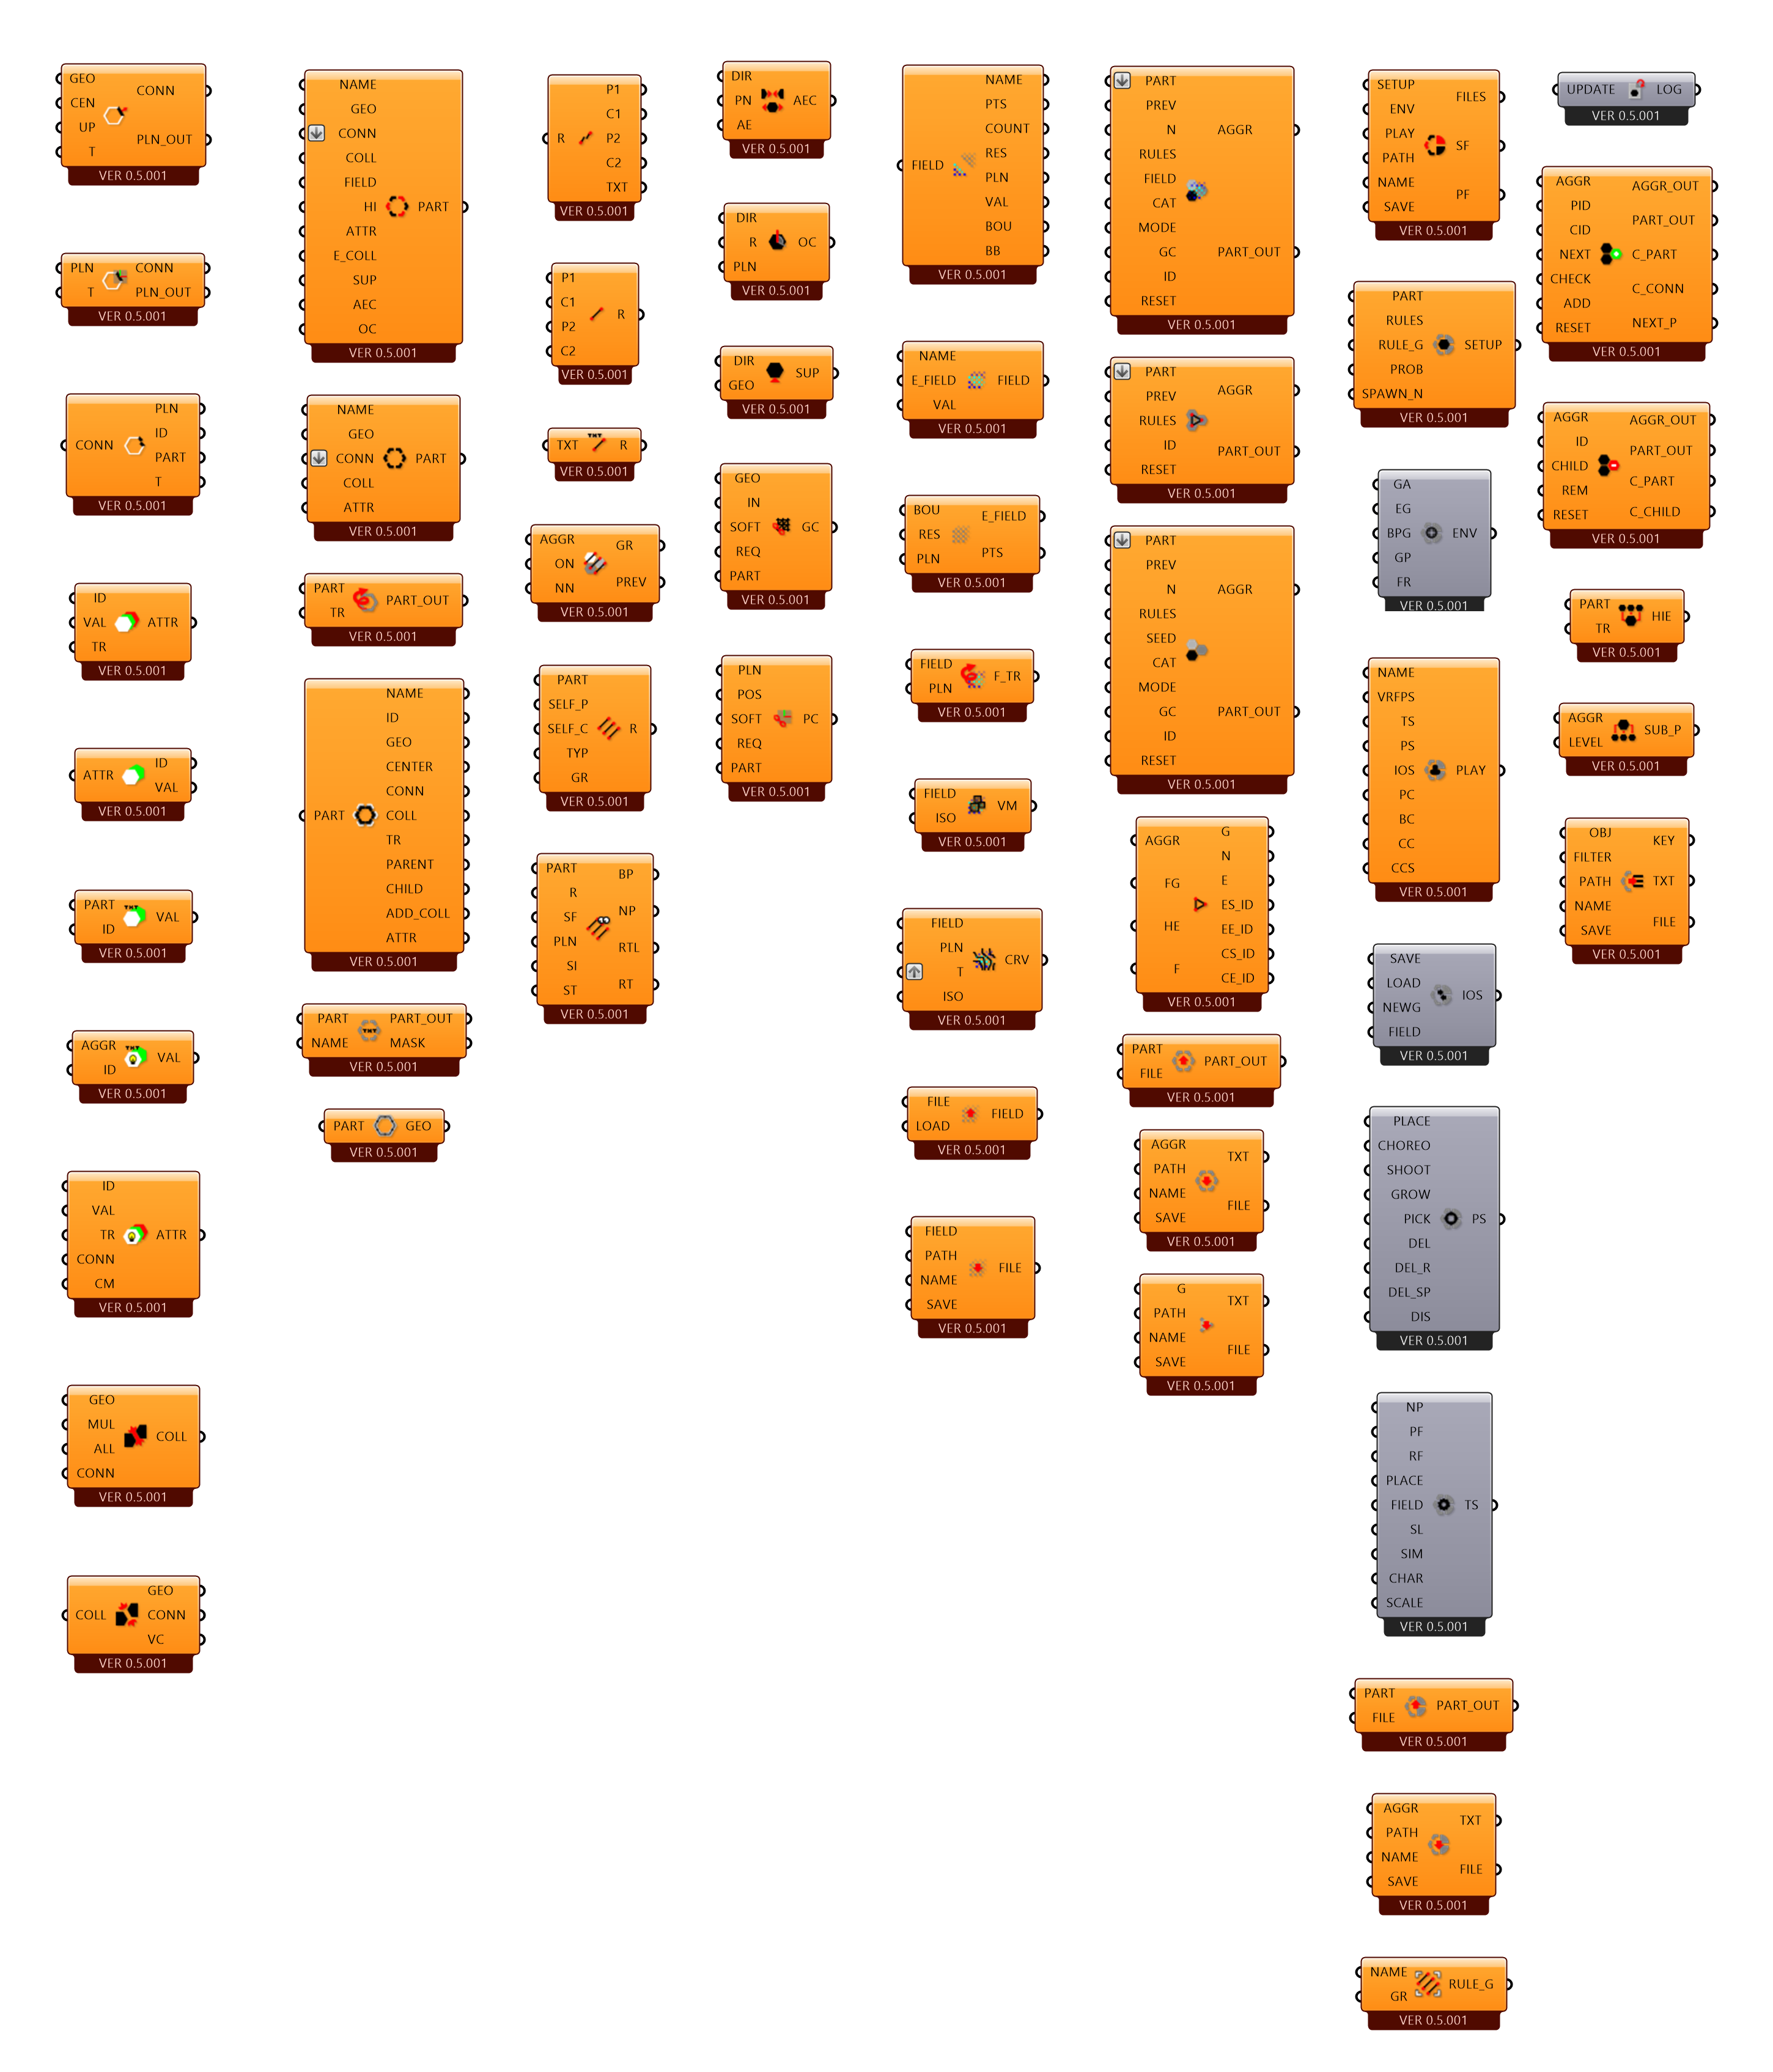 GEO
CEN
UP
T
CONN
PLN_OUT
VER 0.5.001
PLN
T
CONN
PLN_OUT
VER 0.5.001
CONN
PLN
ID
PART
T
VER 0.5.001
ID
VAL
TR
ATTR
VER 0.5.001
ATTR
ID
VAL
VER 0.5.001
PART
ID
VAL
VER 0.5.001
AGGR
ID
VAL
VER 0.5.001
ID
VAL
TR
CONN
CM
ATTR
VER 0.5.001
GEO
MUL
ALL
CONN
COLL
VER 0.5.001
COLL
GEO
CONN
VC
VER 0.5.001
NAME
GEO
CONN
COLL
FIELD
HI
ATTR
E_COLL
SUP
AEC
OC
PART
VER 0.5.001
NAME
GEO
CONN
COLL
ATTR
PART
VER 0.5.001
PART
TR
PART_OUT
VER 0.5.001
PART
NAME
ID
GEO
CENTER
CONN
COLL
TR
PARENT
CHILD
ADD_COLL
ATTR
VER 0.5.001
PART
NAME
TXT
PART_OUT
MASK
VER 0.5.001
PART
GEO
VER 0.5.001
R
P1
C1
P2
C2
TXT
VER 0.5.001
P1
C1
P2
C2
R
VER 0.5.001
TXT
TXT
R
VER 0.5.001
AGGR
ON
NN
GR
PREV
VER 0.5.001
PART
SELF_P
SELF_C
TYP
GR
R
VER 0.5.001
PART
R
SF
PLN
SI
ST
BP
NP
RTL
RT
VER 0.5.001
DIR
PN
AE
AEC
VER 0.5.001
DIR
R
PLN
OC
VER 0.5.001
DIR
GEO
SUP
VER 0.5.001
GEO
IN
SOFT
REQ
PART
GC
VER 0.5.001
PLN
POS
SOFT
REQ
PART
PC
VER 0.5.001
FIELD
NAME
PTS
COUNT
RES
PLN
VAL
BOU
BB
VER 0.5.001
NAME
E_FIELD
VAL
FIELD
VER 0.5.001
BOU
RES
PLN
E_FIELD
PTS
VER 0.5.001
FIELD
PLN
F_TR
VER 0.5.001
FIELD
ISO
VM
VER 0.5.001
FIELD
PLN
T
ISO
CRV
VER 0.5.001
FILE
LOAD
FIELD
VER 0.5.001
FIELD
PATH
NAME
SAVE
FILE
VER 0.5.001
PART
PREV
N
RULES
FIELD
CAT
MODE
GC
ID
RESET
AGGR
PART_OUT
VER 0.5.001
PART
PREV
RULES
ID
RESET
AGGR
PART_OUT
VER 0.5.001
PART
PREV
N
RULES
SEED
CAT
MODE
GC
ID
RESET
AGGR
PART_OUT
VER 0.5.001
AGGR
FG
HE
F
G
N
E
ES_ID
EE_ID
CS_ID
CE_ID
VER 0.5.001
PART
FILE
PART_OUT
VER 0.5.001
AGGR
PATH
NAME
SAVE
TXT
FILE
VER 0.5.001
G
PATH
NAME
SAVE
TXT
FILE
VER 0.5.001
SETUP
ENV
PLAY
PATH
NAME
SAVE
FILES
SF
PF
VER 0.5.001
PART
RULES
RULE_G
PROB
SPAWN_N
SETUP
VER 0.5.001
GA
EG
BPG
GP
FR
ENV
VER 0.5.001
NAME
VRFPS
TS
PS
IOS
PC
BC
CC
CCS
PLAY
VER 0.5.001
SAVE
LOAD
NEWG
FIELD
IOS
VER 0.5.001
PLACE
CHOREO
SHOOT
GROW
PICK
DEL
DEL_R
DEL_SP
DIS
PS
VER 0.5.001
NP
PF
RF
PLACE
FIELD
SL
SIM
CHAR
SCALE
TS
VER 0.5.001
PART
FILE
PART_OUT
VER 0.5.001
AGGR
PATH
NAME
SAVE
TXT
FILE
VER 0.5.001
NAME
GR
RULE_G
VER 0.5.001
UPDATE
LOG
VER 0.5.001
AGGR
PID
CID
NEXT
CHECK
ADD
RESET
AGGR_OUT
PART_OUT
C_PART
C_CONN
NEXT_P
VER 0.5.001
AGGR
ID
CHILD
REM
RESET
AGGR_OUT
PART_OUT
C_PART
C_CHILD
VER 0.5.001
PART
TR
HIE
VER 0.5.001
AGGR
LEVEL
SUB_P
VER 0.5.001
OBJ
FILTER
PATH
NAME
SAVE
KEY
TXT
FILE
VER 0.5.001